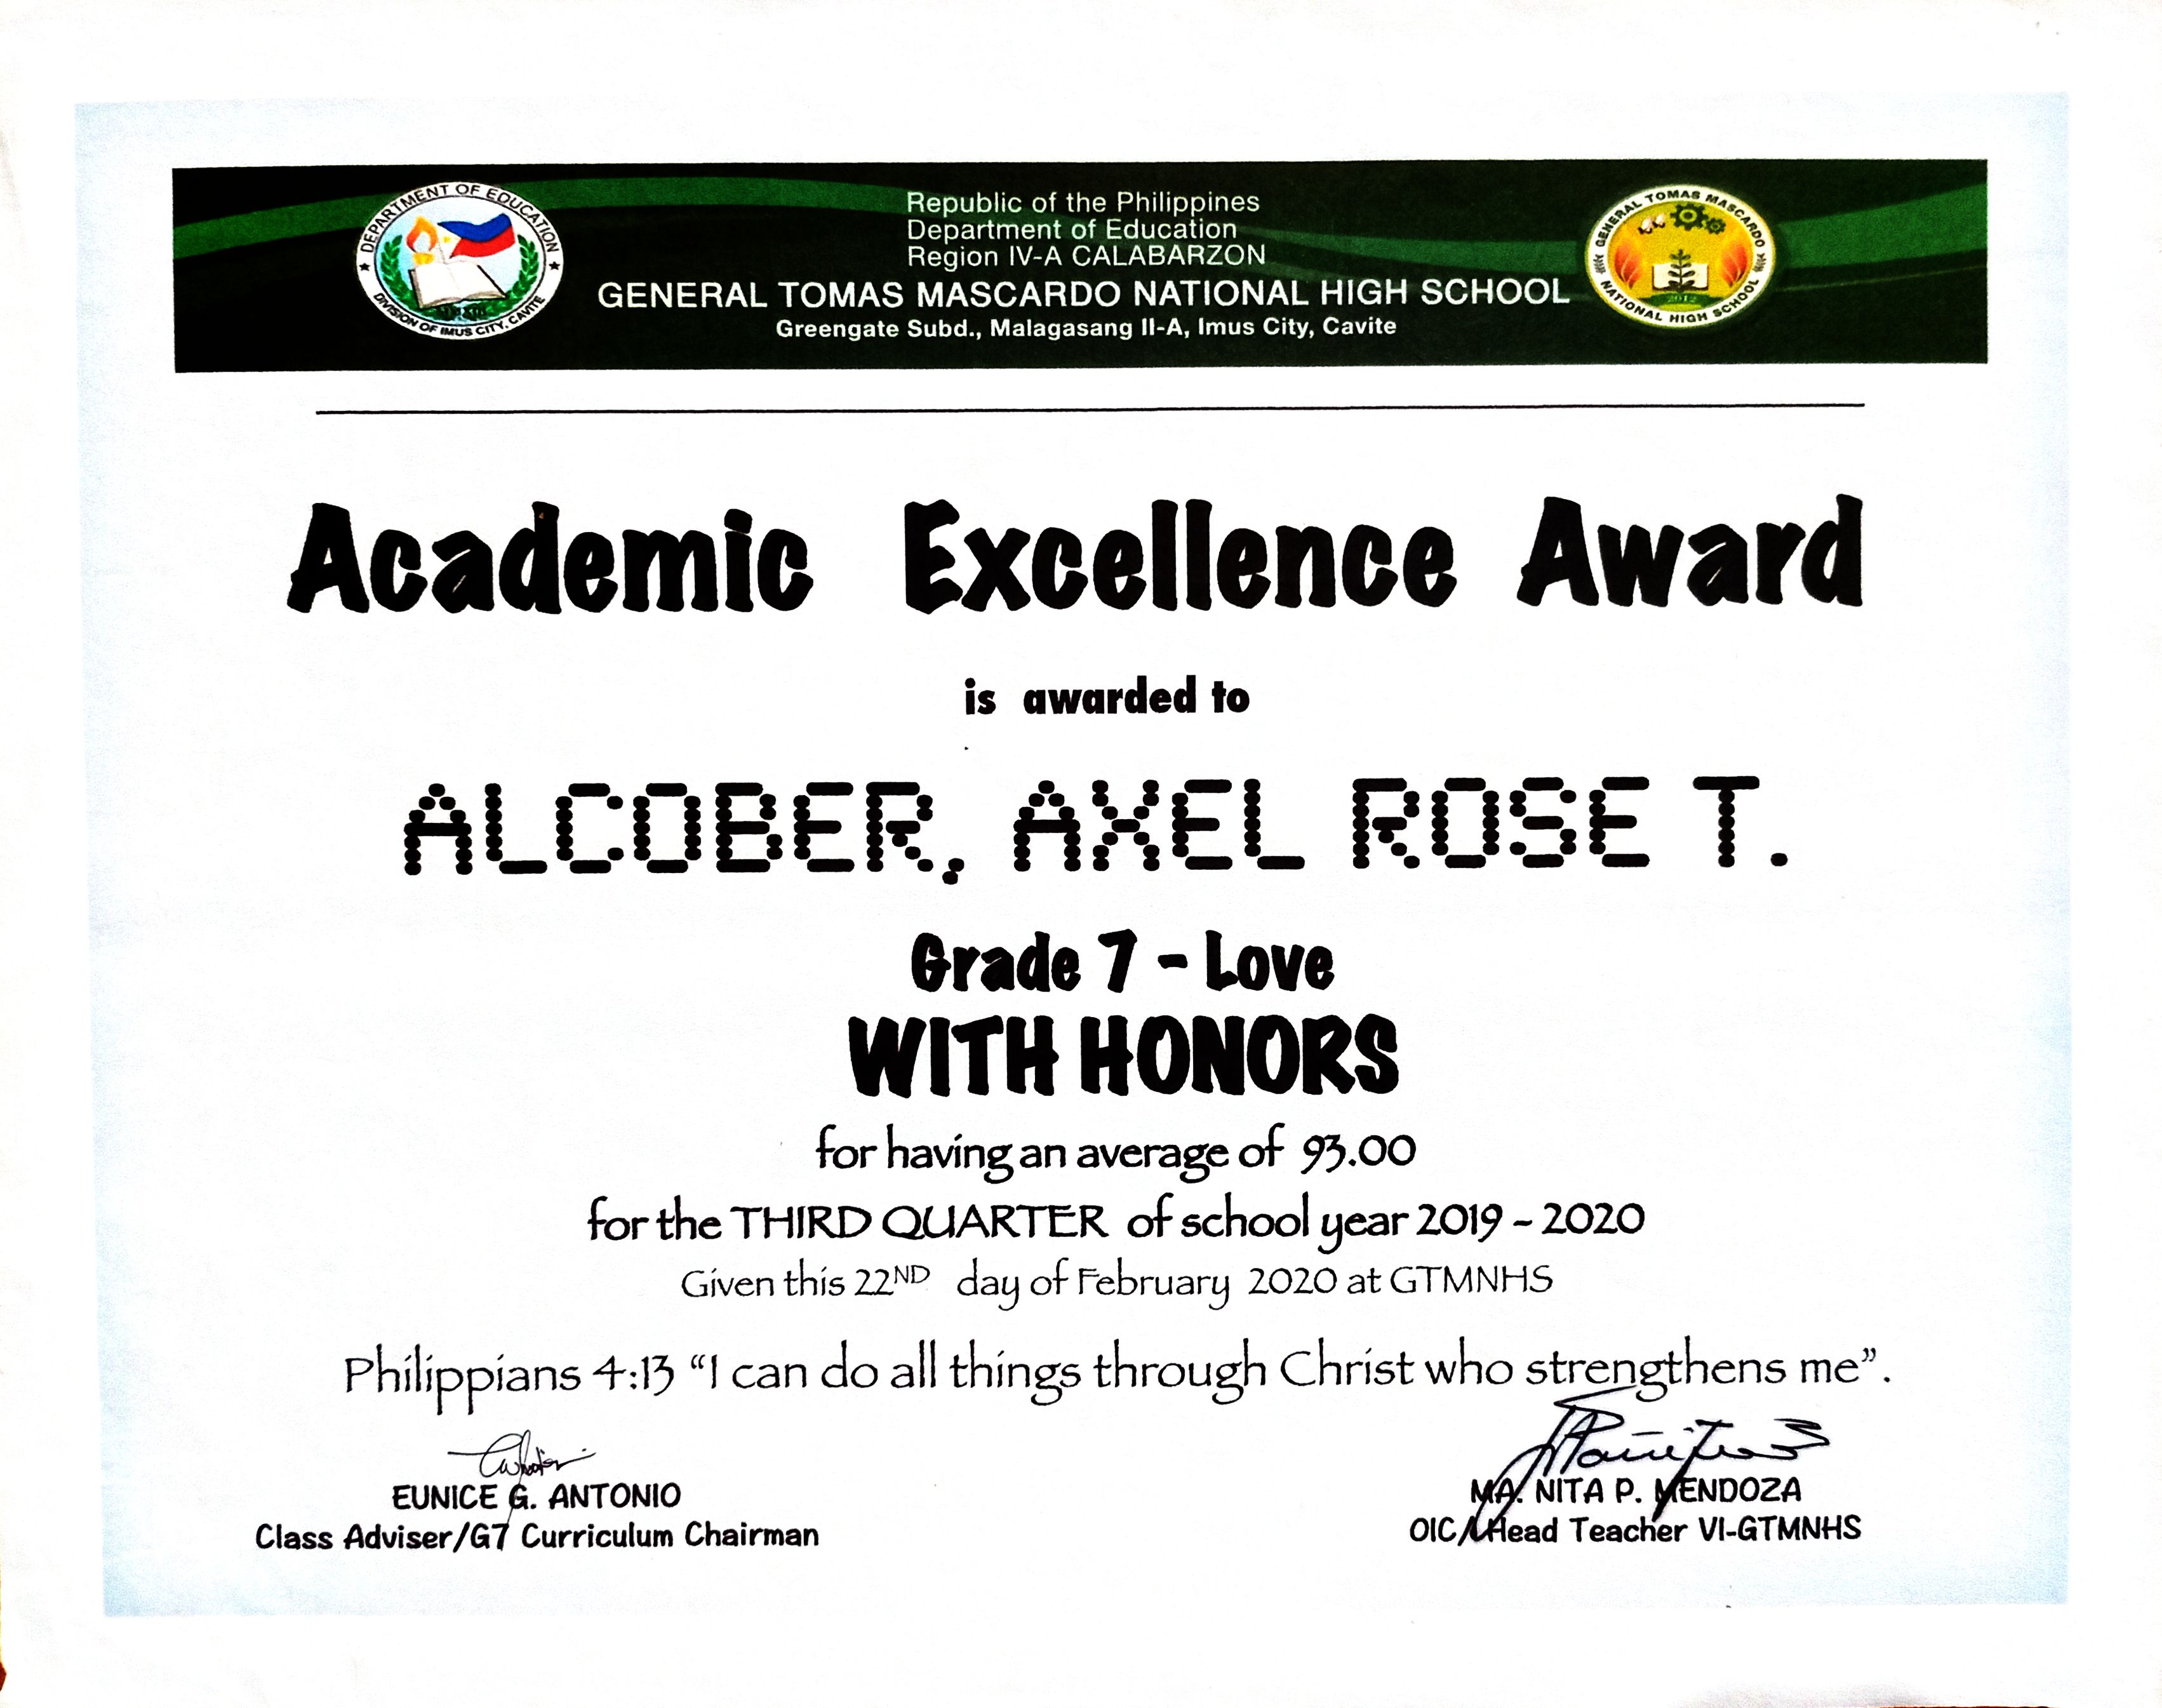 DEPARTMENT OF EDUCATION
DIVISION OF IMUS CITY, CAVITE
Republic of the Philippines
Department of Education
Region IV-A CALABARZON
GENERAL TOMAS MASCARDO NATIONAL HIGH SCHOOL
Greengate Subd., Malagasang II-A, Imus City, Cavite
GENERAL TOMAS MASCARDO
NATIONAL HIGH SCHOOL
2012
Academic Excellence Award
is awarded to
ALCOBER, AXEL ROSE T.
Grade 7 - Love
WITH HONORS
for having an average of 93.00
for the THIRD QUARTER of school year 2019 - 2020
Given this 22ND day of February 2020 at GTMNHS
Philippians 4:13 “I can do all things through Christ who strengthens me”.
EUNICE G. ANTONIO
Class Adviser/G7 Curriculum Chairman
MA. NITA P. MENDOZA
OIC/Head Teacher VI-GTMNHS